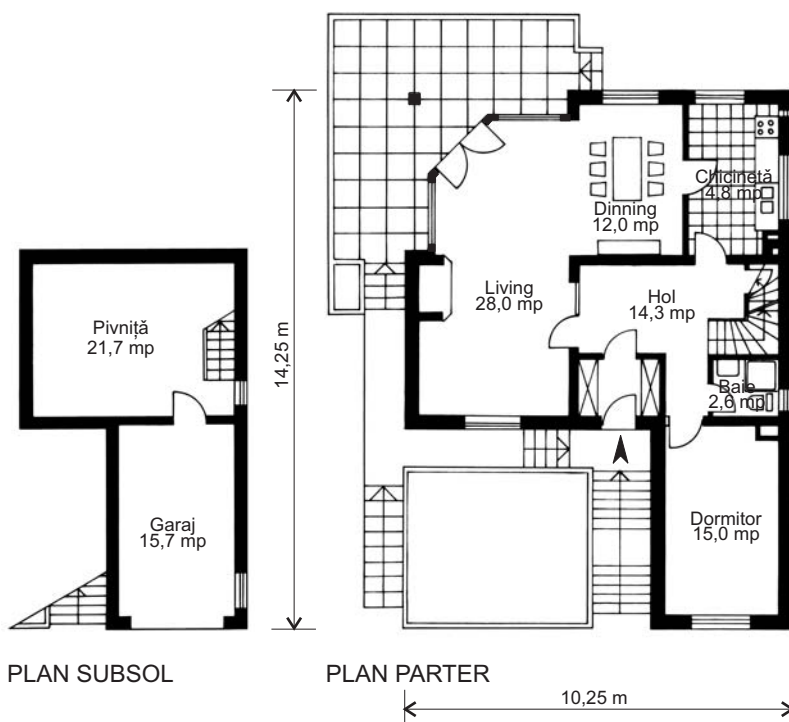 Chicinetă
4,8 mp
Dinning
12,0 mp
Living
28,0 mp
Hol
14,3 mp
Pivniță
21,7 mp
14,25 m
Baie
2,6 mp
Garaj
15,7 mp
Dormitor
15,0 mp
PLAN SUBSOL
PLAN PARTER
10,25 m